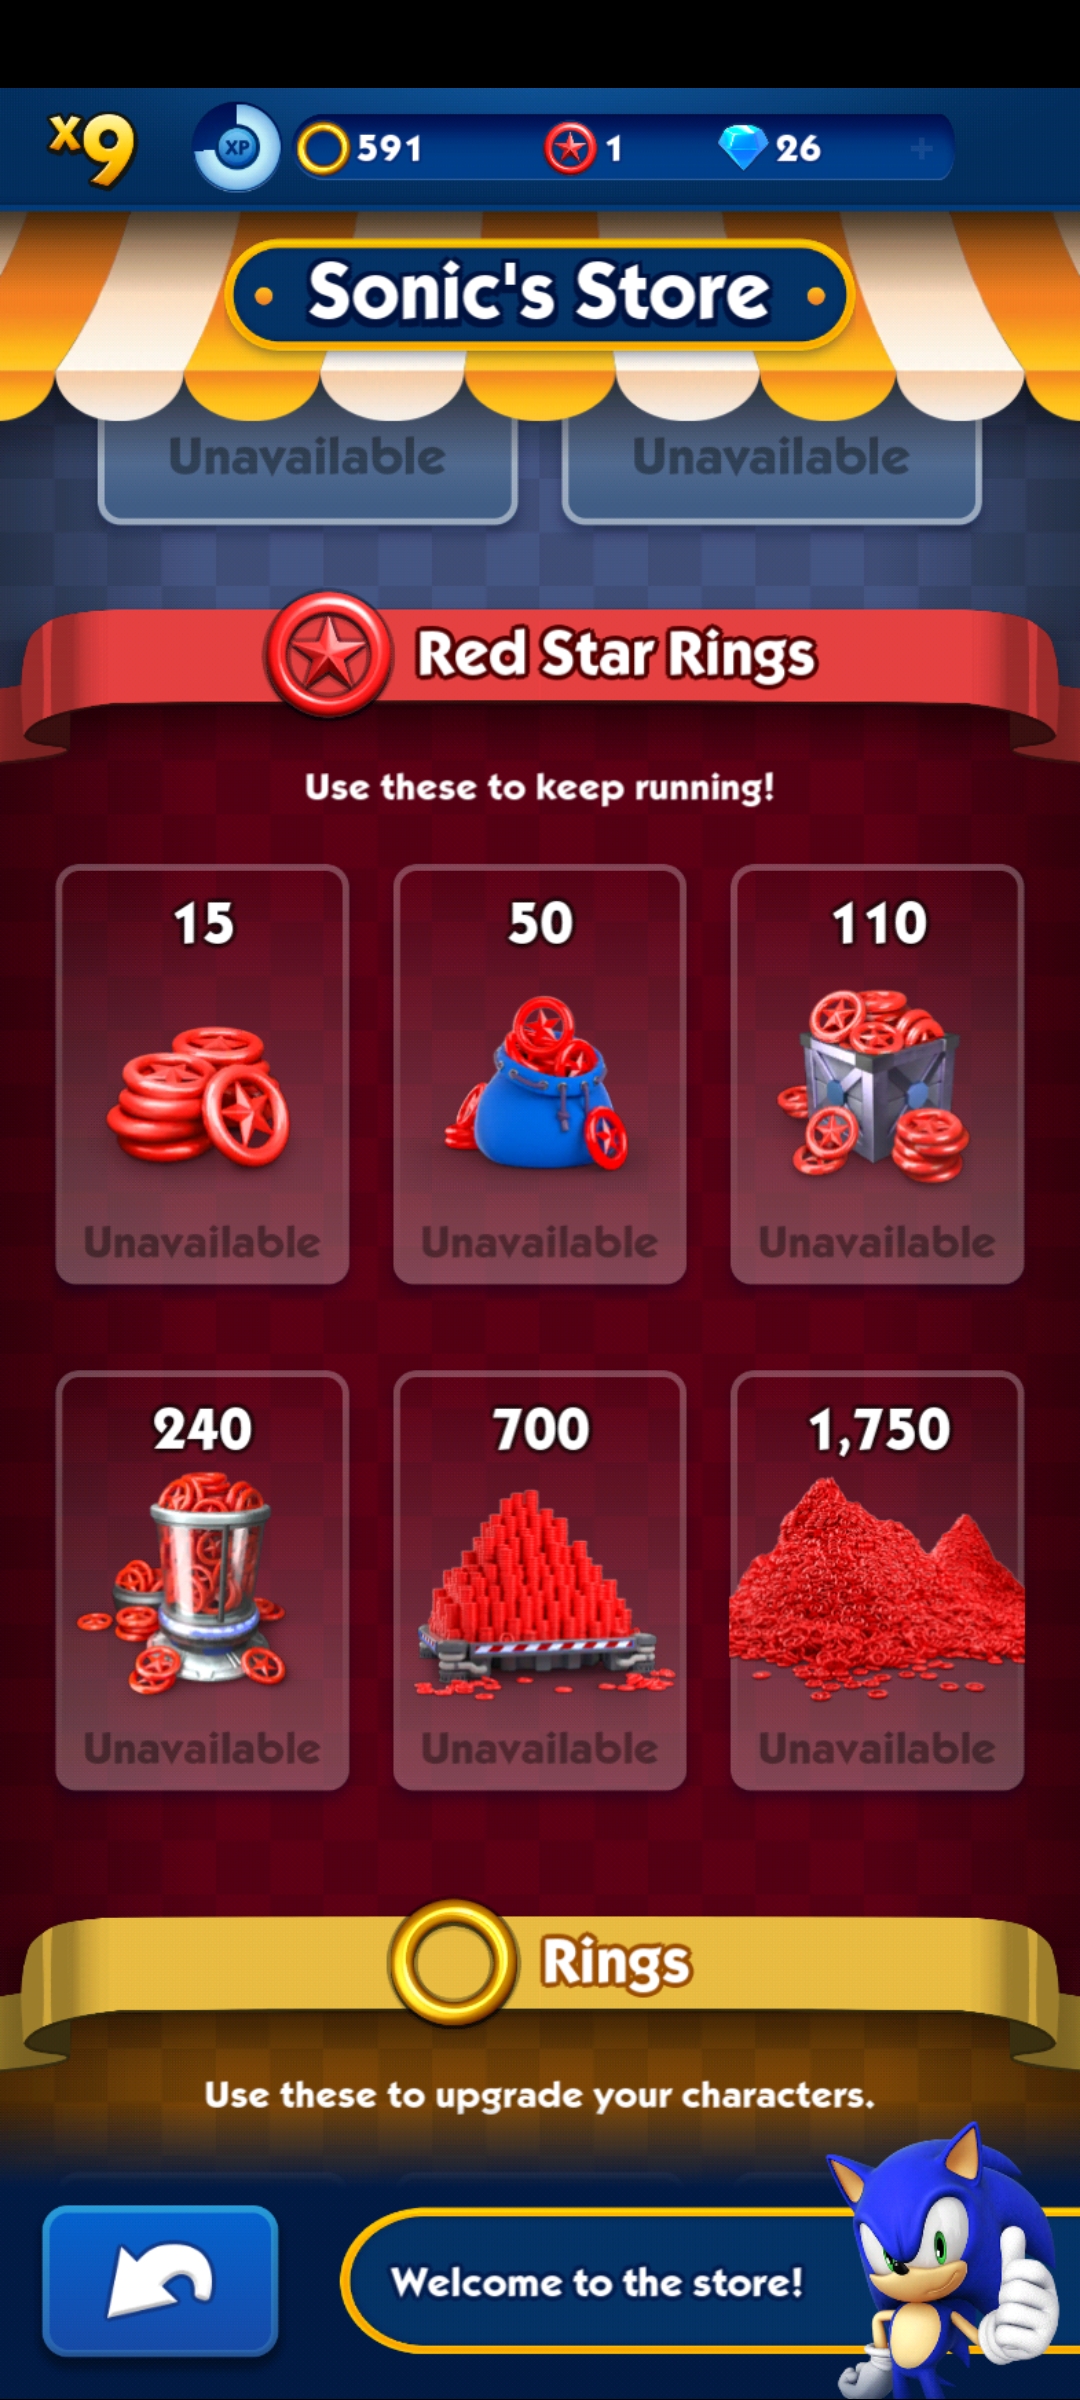 x9
XP
591
1
26
+
Sonic's Store
Unavailable
Unavailable
Red Star Rings
Use these to keep running!
15
50
110
Unavailable
Unavailable
Unavailable
240
700
1,750
Unavailable
Unavailable
Unavailable
Rings
Use these to upgrade your characters.
Welcome to the store!